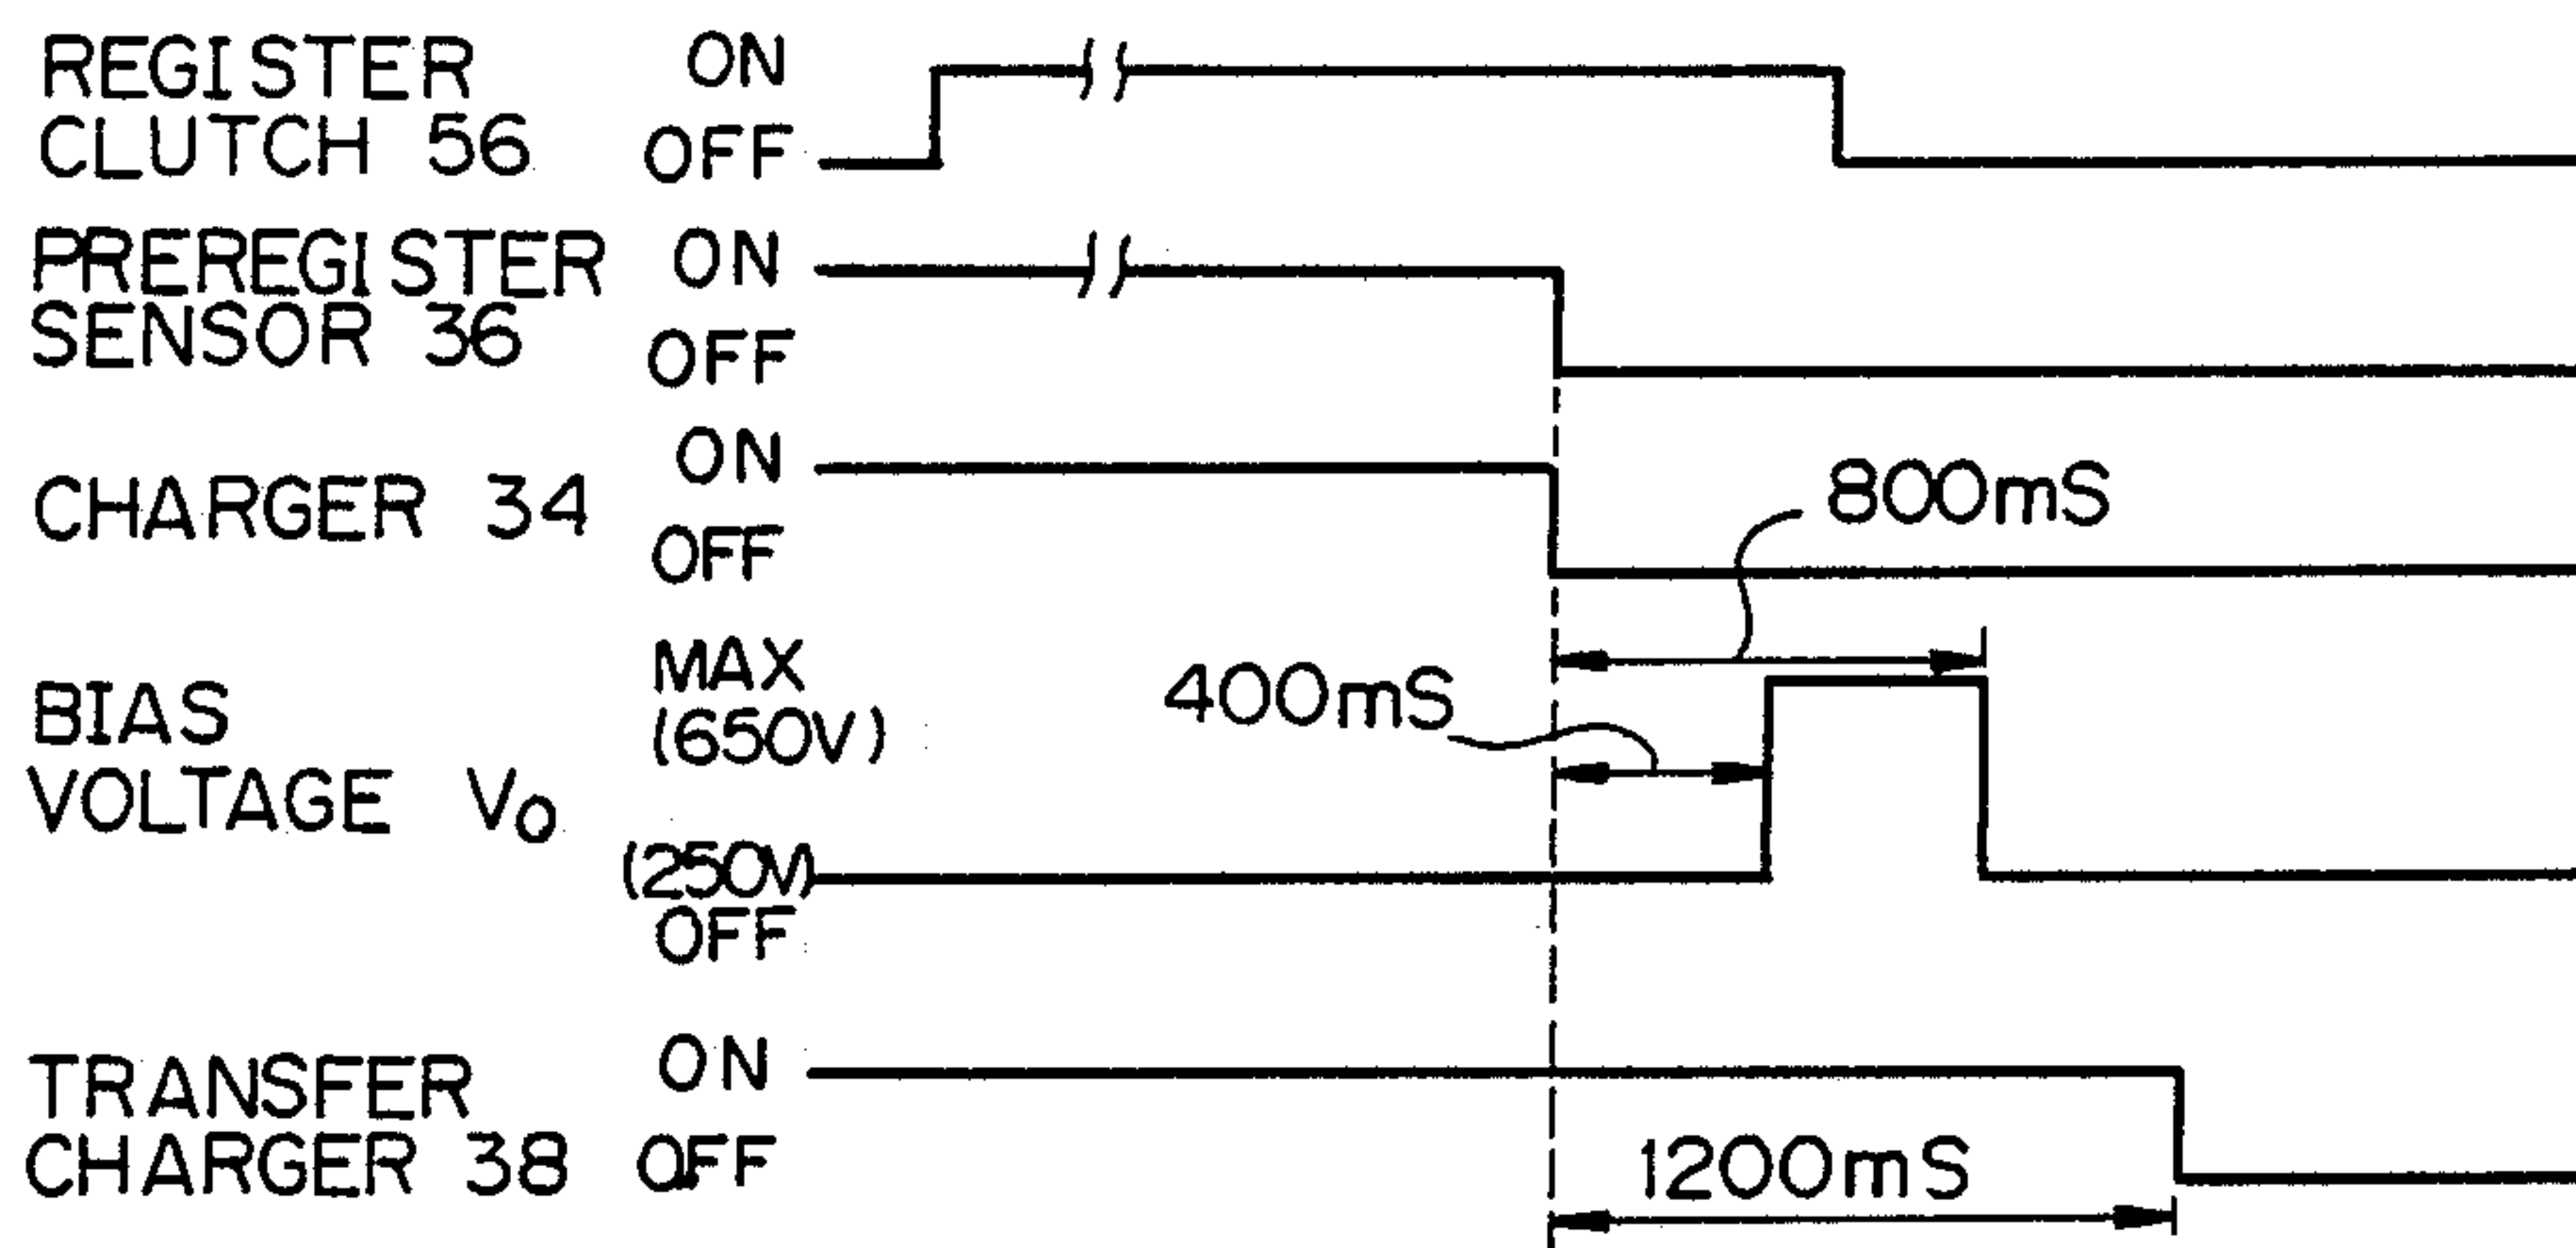 REGISTER ON
CLUTCH 56 OFF
PREREGISTER ON
SENSOR 36 OFF
ON
CHARGER 34 800mS
OFF
MAX
BIAS (650V) 400mS
VOLTAGE V0
(250V)
OFF
TRANSFER ON
CHARGER 38 OFF 1200mS